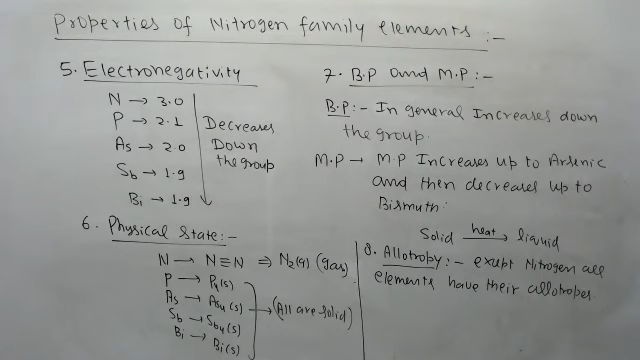 Properties of Nitrogen family elements :-
5. Electronegativity
N → 3.0
P → 2.1
As → 2.0
Sb → 1.9
Bi → 1.9
Decreases
Down
the group
6. Physical State:-
N → N≡N ⇒ N2(g) (gas)
P → P4(s)
As → As4(s)
Sb → Sb4(s)
Bi → Bi(s)
→ (All are solid)
7. B.P and M.P :-
B.P :- In general Increases down
the group.
M.P → M.P Increases up to Arsenic
and then decreases up to
Bismuth.
Solid heat→ liquid
8. Allotropy :- exept Nitrogen all
elements have their allotropes